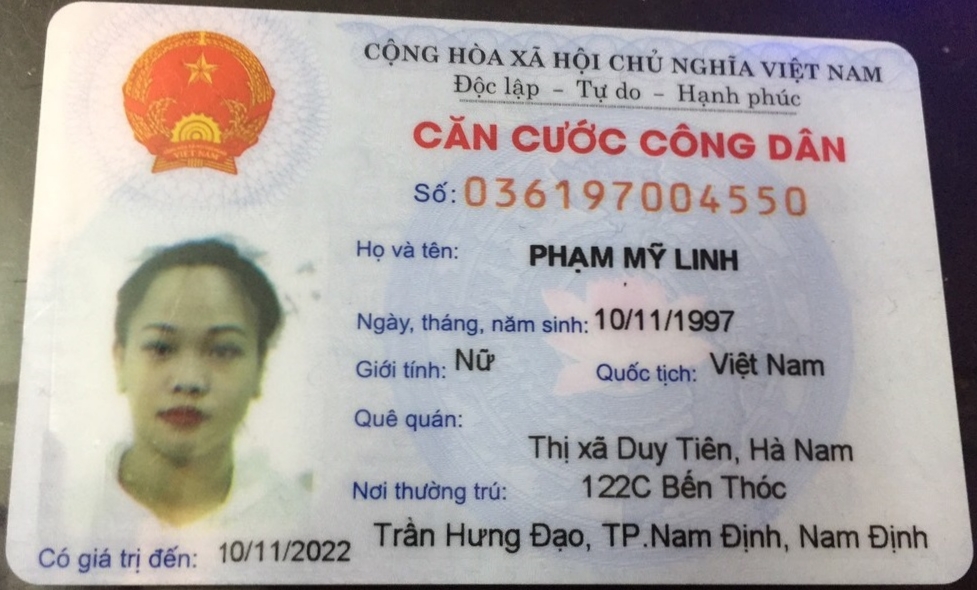 CỘNG HÒA XÃ HỘI CHỦ NGHĨA VIỆT NAM
Độc lập - Tự do - Hạnh phúc
CĂN CƯỚC CÔNG DÂN
Số: 036197004550
Họ và tên: PHẠM MỸ LINH
Ngày, tháng, năm sinh: 10/11/1997
Giới tính: Nữ Quốc tịch: Việt Nam
Quê quán:
Thị xã Duy Tiên, Hà Nam
Nơi thường trú: 122C Bến Thóc
Trần Hưng Đạo, TP.Nam Định, Nam Định
Có giá trị đến: 10/11/2022
VIỆT NAM